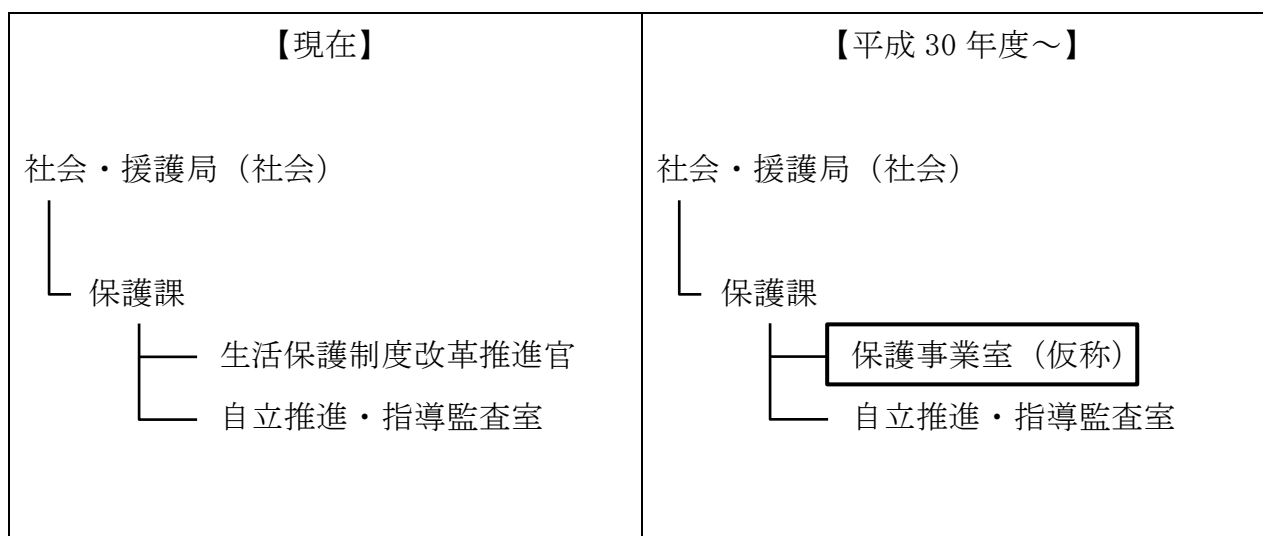 【現在】
社会・援護局（社会）
保護課
生活保護制度改革推進官
自立推進・指導監査室
【平成 30 年度～】
社会・援護局（社会）
保護課
保護事業室（仮称）
自立推進・指導監査室